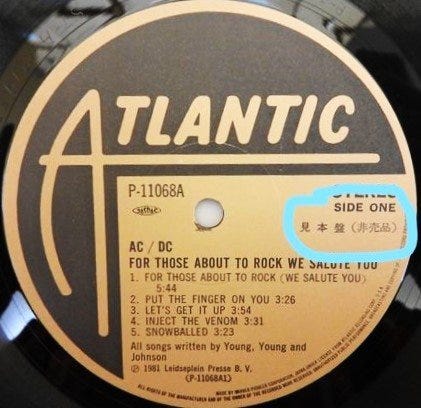 ATLANTIC
P-11068A
STEREO
SIDE ONE
見本盤 (非売品)
AC / DC
FOR THOSE ABOUT TO ROCK WE SALUTE YOU
1. FOR THOSE ABOUT TO ROCK (WE SALUTE YOU)
5:44
2. PUT THE FINGER ON YOU 3:26
3. LET'S GET IT UP 3:54
4. INJECT THE VENOM 3:31
5. SNOWBALLED 3:23
All songs written by Young, Young and
Johnson
Ⓟ 1981 Leidseplein Presse B. V.
(P-11068A1)